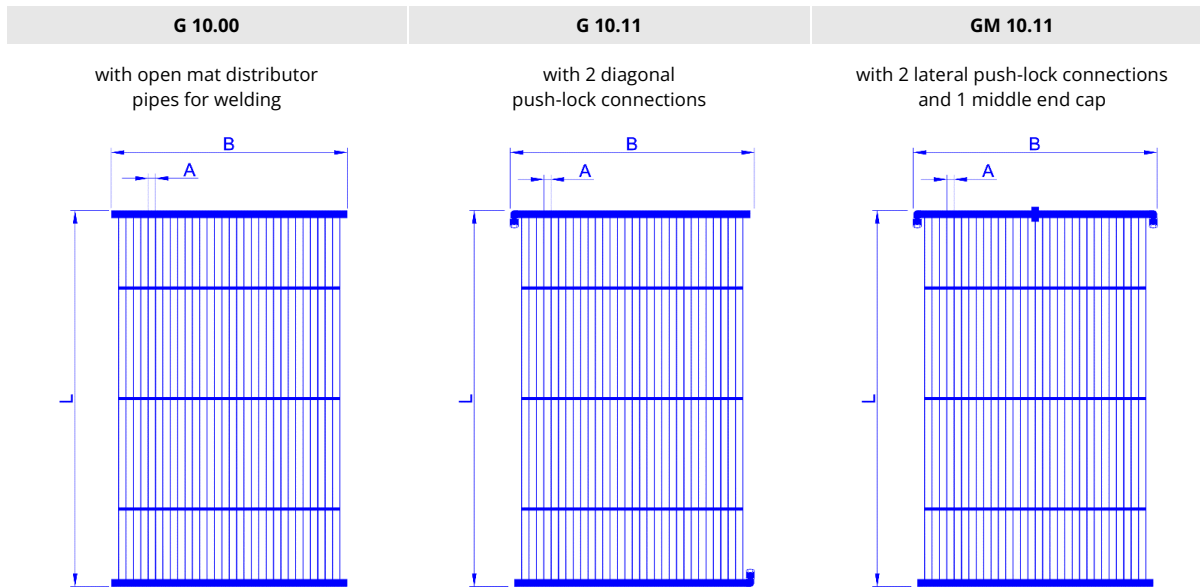 G 10.00
G 10.11
GM 10.11
with open mat distributor
pipes for welding
with 2 diagonal
push-lock connections
with 2 lateral push-lock connections
and 1 middle end cap
B
A
L
B
A
L
B
A
L